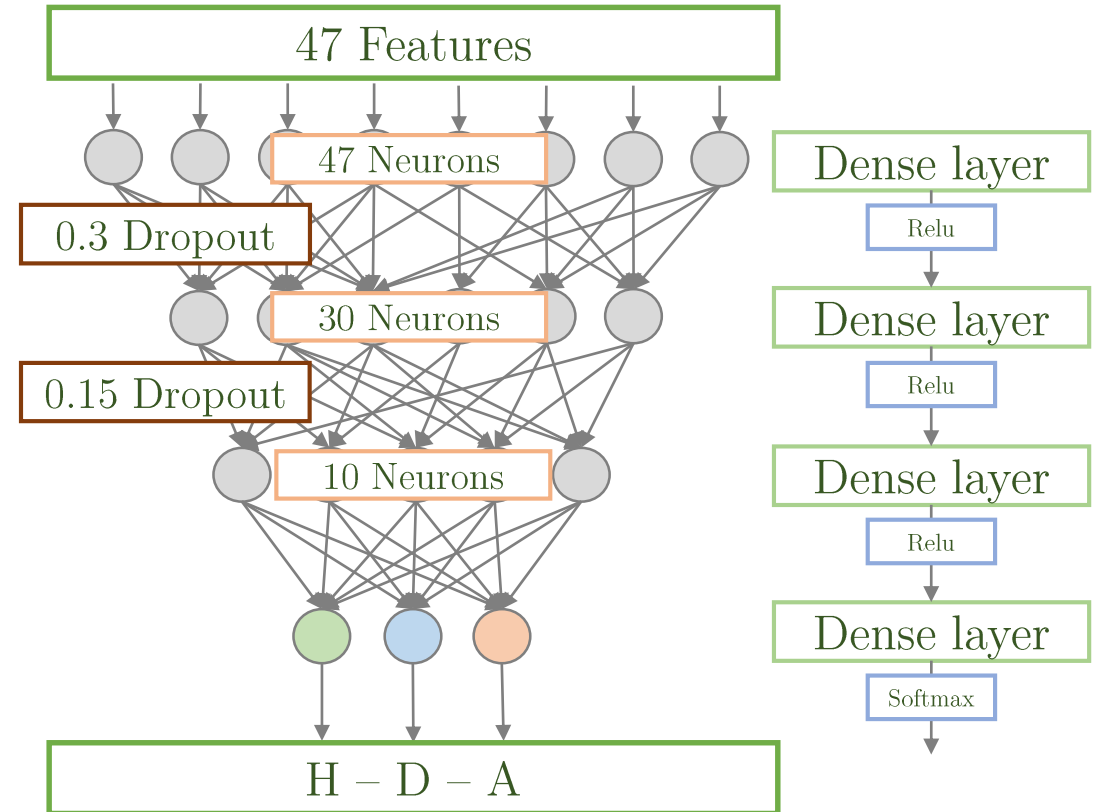 47 Features
47 Neurons
Dense layer
0.3 Dropout
Relu
30 Neurons
Dense layer
0.15 Dropout
Relu
10 Neurons
Dense layer
Relu
Dense layer
Softmax
H – D – A